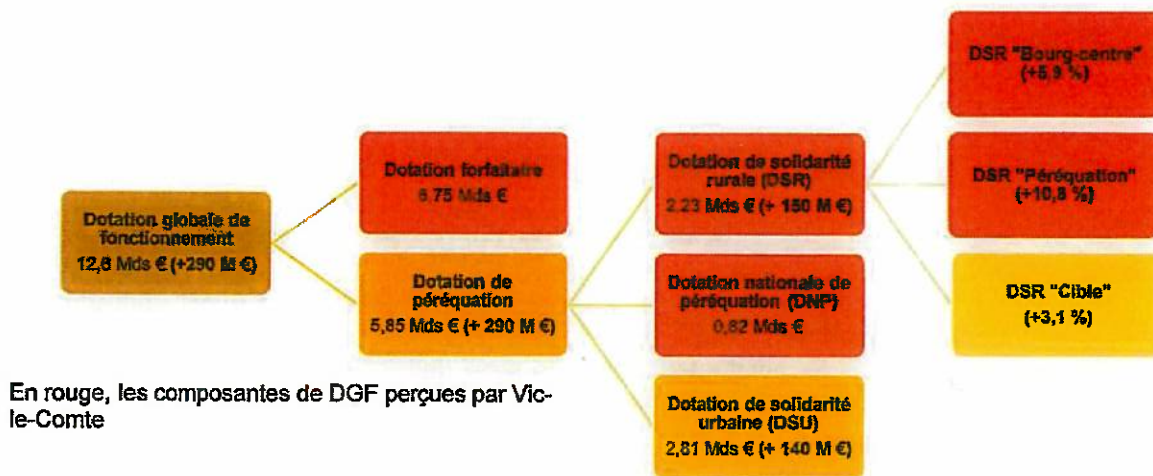 Dotation globale de
fonctionnement
12,6 Mds € (+290 M €)
Dotation forfaitaire
6,75 Mds €
Dotation de
péréquation
5,85 Mds € (+ 290 M €)
Dotation de solidarité
rurale (DSR)
2,23 Mds € (+ 150 M €)
Dotation nationale de
péréquation (DNP)
0,82 Mds €
Dotation de solidarité
urbaine (DSU)
2,81 Mds € (+ 140 M €)
DSR "Bourg-centre"
(+5,9 %)
DSR "Péréquation"
(+10,8 %)
DSR "Cible"
(+3,1 %)
En rouge, les composantes de DGF perçues par Vic-
le-Comte